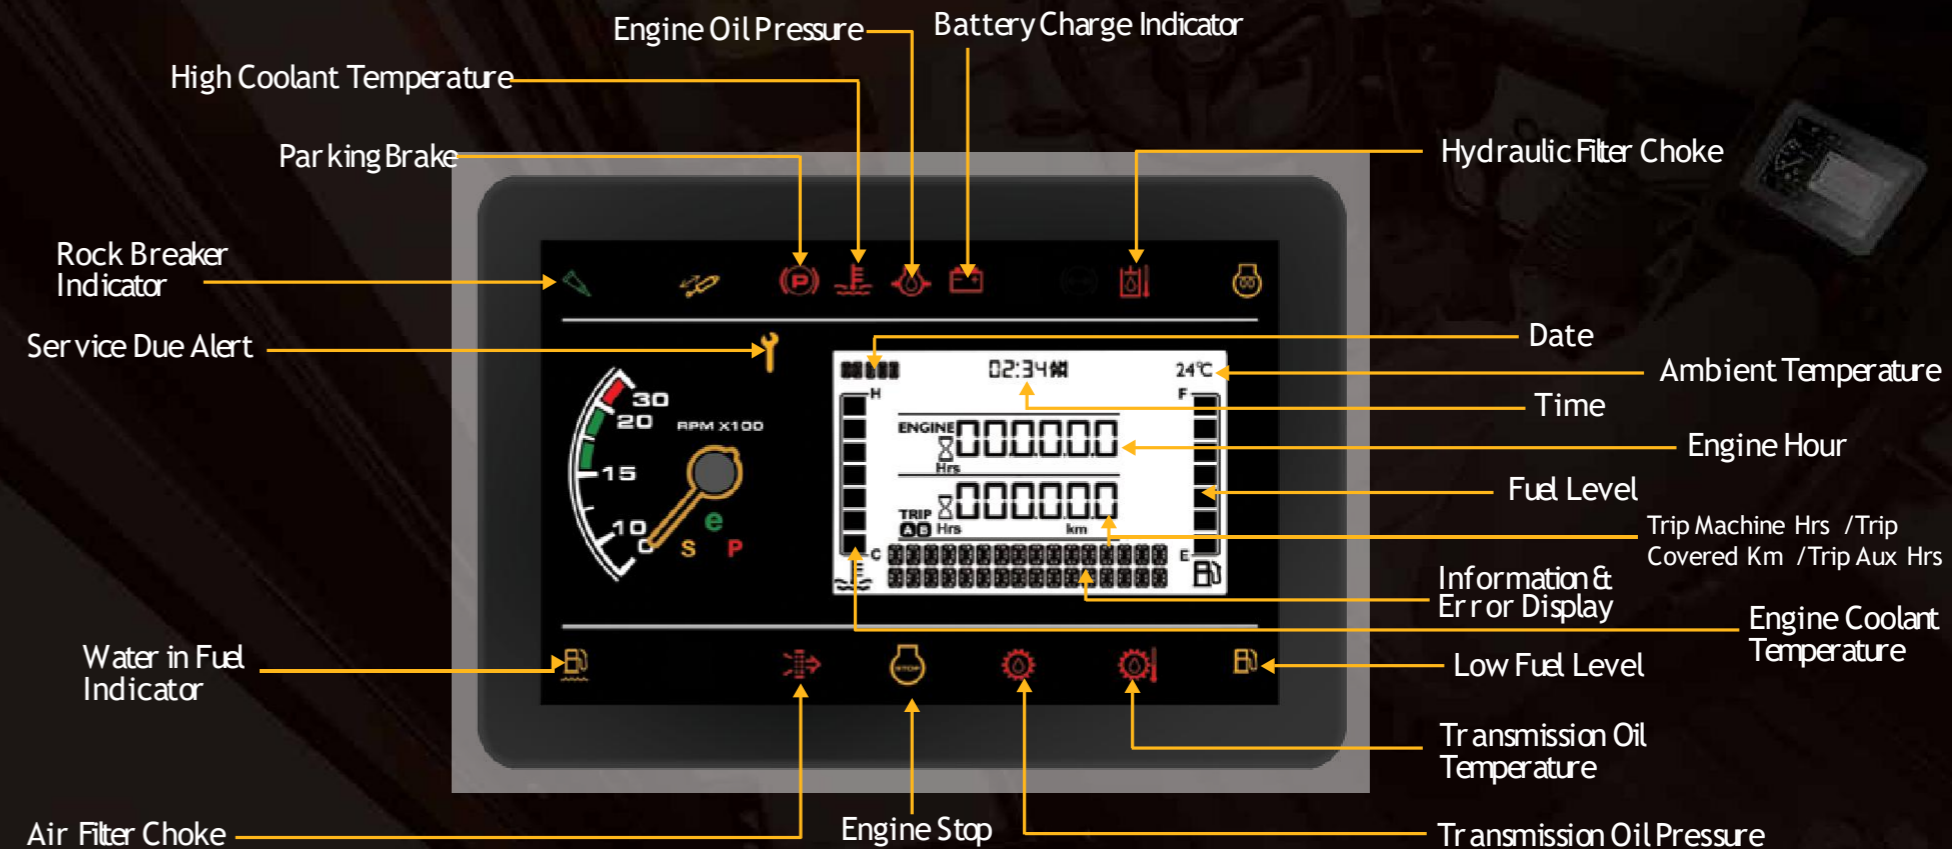 Engine Oil Pressure
Battery Charge Indicator
High Coolant Temperature
Parking Brake
Hydraulic Filter Choke
Rock Breaker
Indicator
P
Service Due Alert
Date
02:34
24°C
Ambient Temperature
H
F
Time
30
20
RPM X100
ENGINE
Hrs
000000
Engine Hour
15
Fuel Level
TRIP
A B Hrs
000000
km
Trip Machine Hrs /Trip
Covered Km /Trip Aux Hrs
10
0
S e P
C
E
Information &
Error Display
Engine Coolant
Temperature
Water in Fuel
Indicator
STOP
Low Fuel Level
Transmission Oil
Temperature
Air Filter Choke
Engine Stop
Transmission Oil Pressure